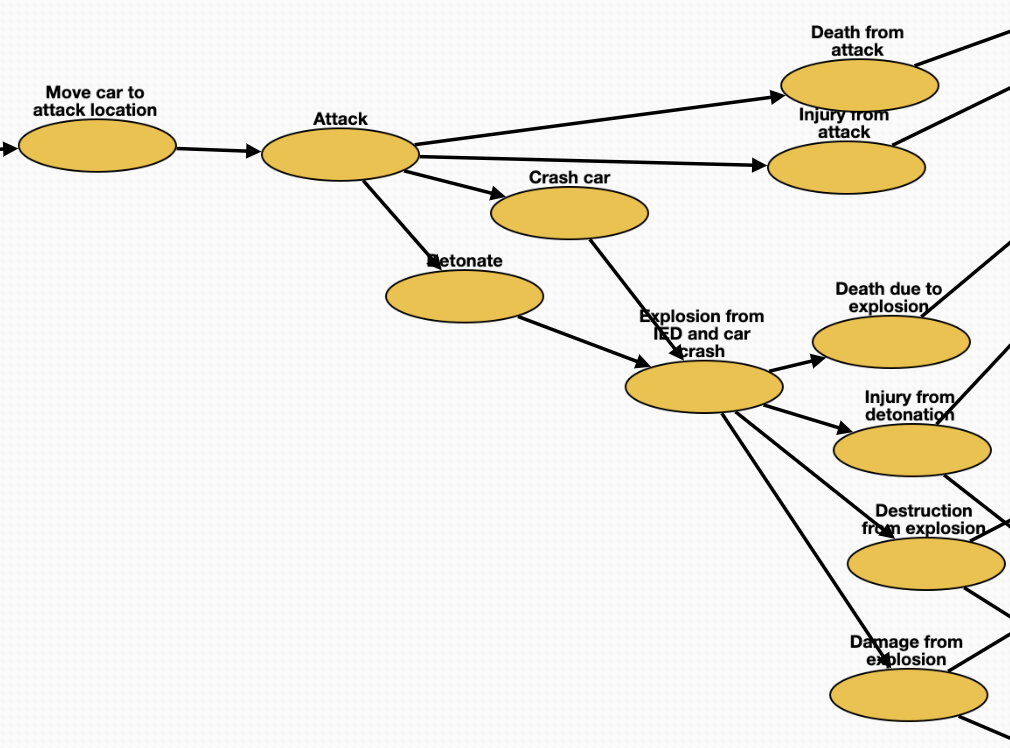 Death from
attack
Move car to
attack location
Attack
Injury from
attack
Crash car
Detonate
Death due to
explosion
Explosion from
IED and car
crash
Injury from
detonation
Destruction
from explosion
Damage from
explosion